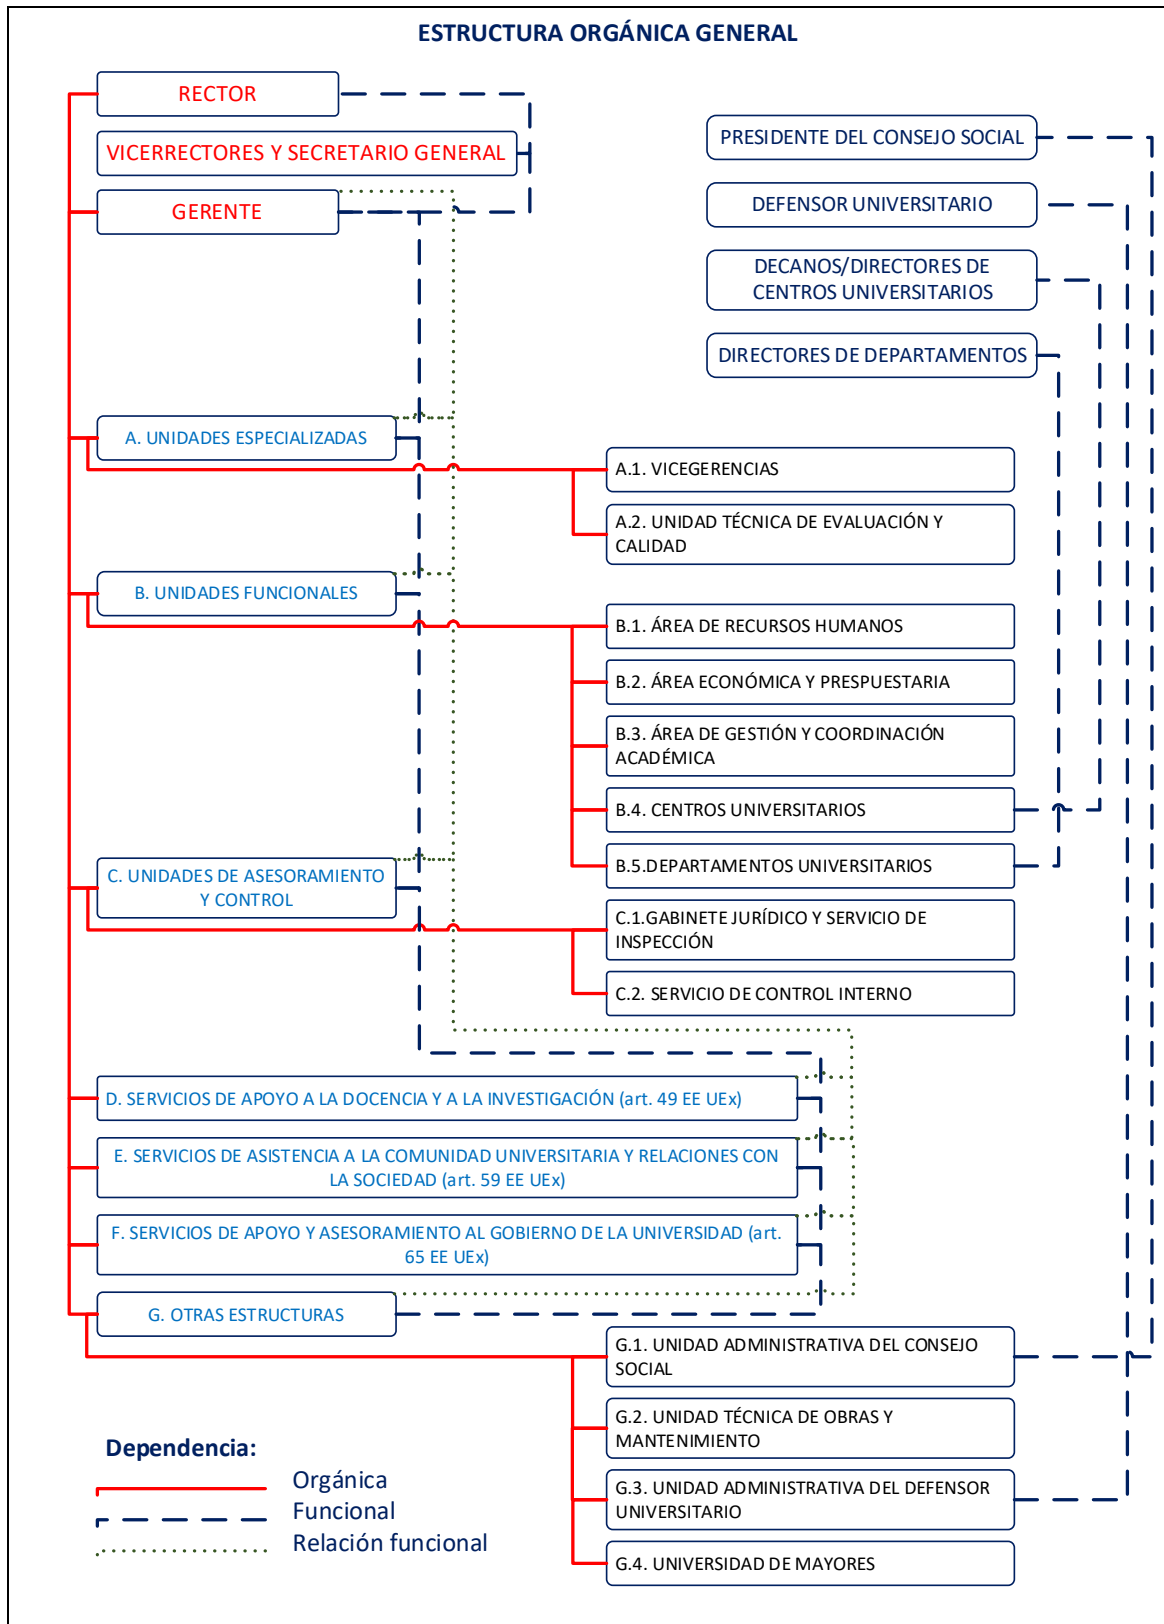 ESTRUCTURA ORGÁNICA GENERAL
RECTOR
VICERRECTORES Y SECRETARIO GENERAL
GERENTE
PRESIDENTE DEL CONSEJO SOCIAL
DEFENSOR UNIVERSITARIO
DECANOS/DIRECTORES DE
CENTROS UNIVERSITARIOS
DIRECTORES DE DEPARTAMENTOS
A. UNIDADES ESPECIALIZADAS
A.1. VICEGERENCIAS
A.2. UNIDAD TÉCNICA DE EVALUACIÓN Y
CALIDAD
B. UNIDADES FUNCIONALES
B.1. ÁREA DE RECURSOS HUMANOS
B.2. ÁREA ECONÓMICA Y PRESPUESTARIA
B.3. ÁREA DE GESTIÓN Y COORDINACIÓN
ACADÉMICA
B.4. CENTROS UNIVERSITARIOS
B.5.DEPARTAMENTOS UNIVERSITARIOS
C. UNIDADES DE ASESORAMIENTO
Y CONTROL
C.1.GABINETE JURÍDICO Y SERVICIO DE
INSPECCIÓN
C.2. SERVICIO DE CONTROL INTERNO
D. SERVICIOS DE APOYO A LA DOCENCIA Y A LA INVESTIGACIÓN (art. 49 EE UEx)
E. SERVICIOS DE ASISTENCIA A LA COMUNIDAD UNIVERSITARIA Y RELACIONES CON
LA SOCIEDAD (art. 59 EE UEx)
F. SERVICIOS DE APOYO Y ASESORAMIENTO AL GOBIERNO DE LA UNIVERSIDAD (art.
65 EE UEx)
G. OTRAS ESTRUCTURAS
G.1. UNIDAD ADMINISTRATIVA DEL CONSEJO
SOCIAL
G.2. UNIDAD TÉCNICA DE OBRAS Y
MANTENIMIENTO
G.3. UNIDAD ADMINISTRATIVA DEL DEFENSOR
UNIVERSITARIO
G.4. UNIVERSIDAD DE MAYORES
Dependencia:
Orgánica
Funcional
Relación funcional